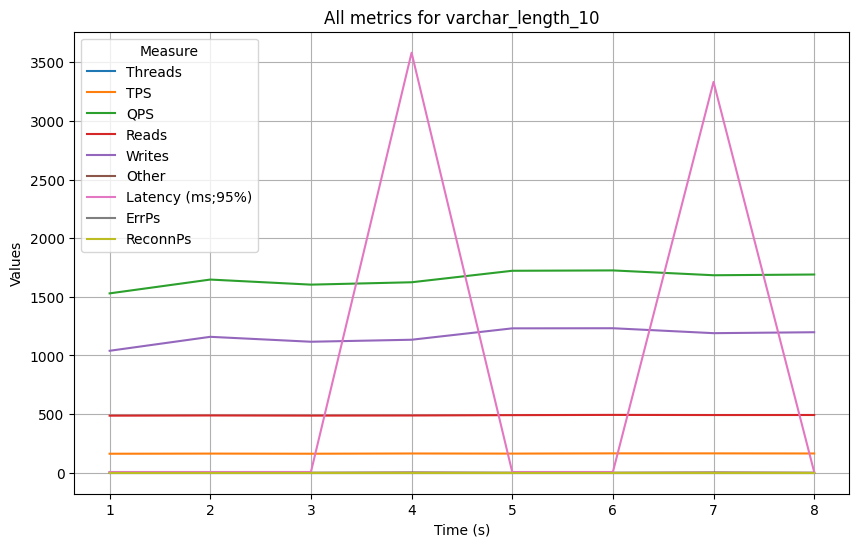 All metrics for varchar_length_10
Measure
Threads
TPS
QPS
Reads
Writes
Other
Latency (ms;95%)
ErrPs
ReconnPs
Values
3500
3000
2500
2000
1500
1000
500
0
1 2 3 4 5 6 7 8
Time (s)